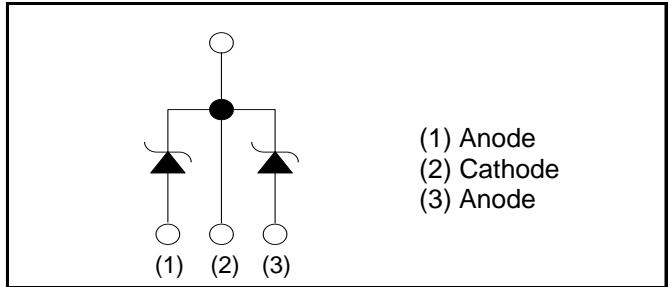 (1) Anode
(2) Cathode
(3) Anode
(1) (2) (3)